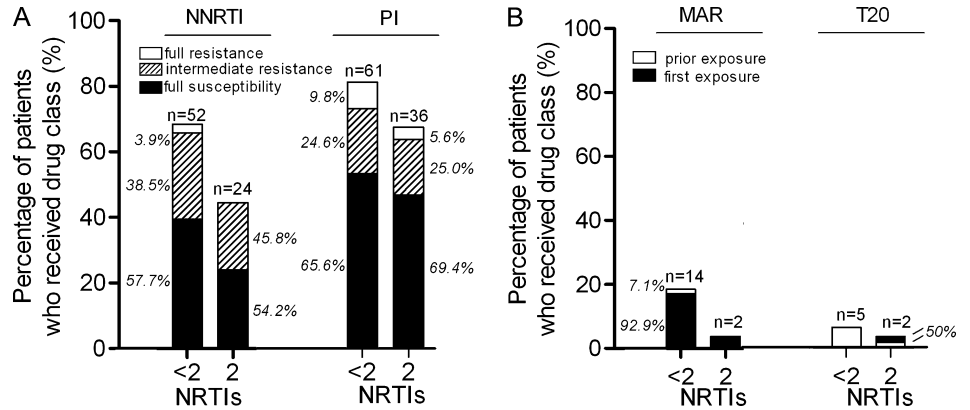 A
NNRTI
PI
full resistance
intermediate resistance
full susceptibility
Percentage of patients
who received drug class (%)
100
80
60
40
20
0
n=52
3.9%
38.5%
57.7%
n=24
45.8%
54.2%
n=61
9.8%
24.6%
65.6%
n=36
5.6%
25.0%
69.4%
<2
2
NRTIs
<2
2
NRTIs
B
MAR
T20
prior exposure
first exposure
Percentage of patients
who received drug class (%)
100
80
60
40
20
0
n=14
7.1%
92.9%
n=2
n=5
n=2
50%
<2
2
NRTIs
<2
2
NRTIs